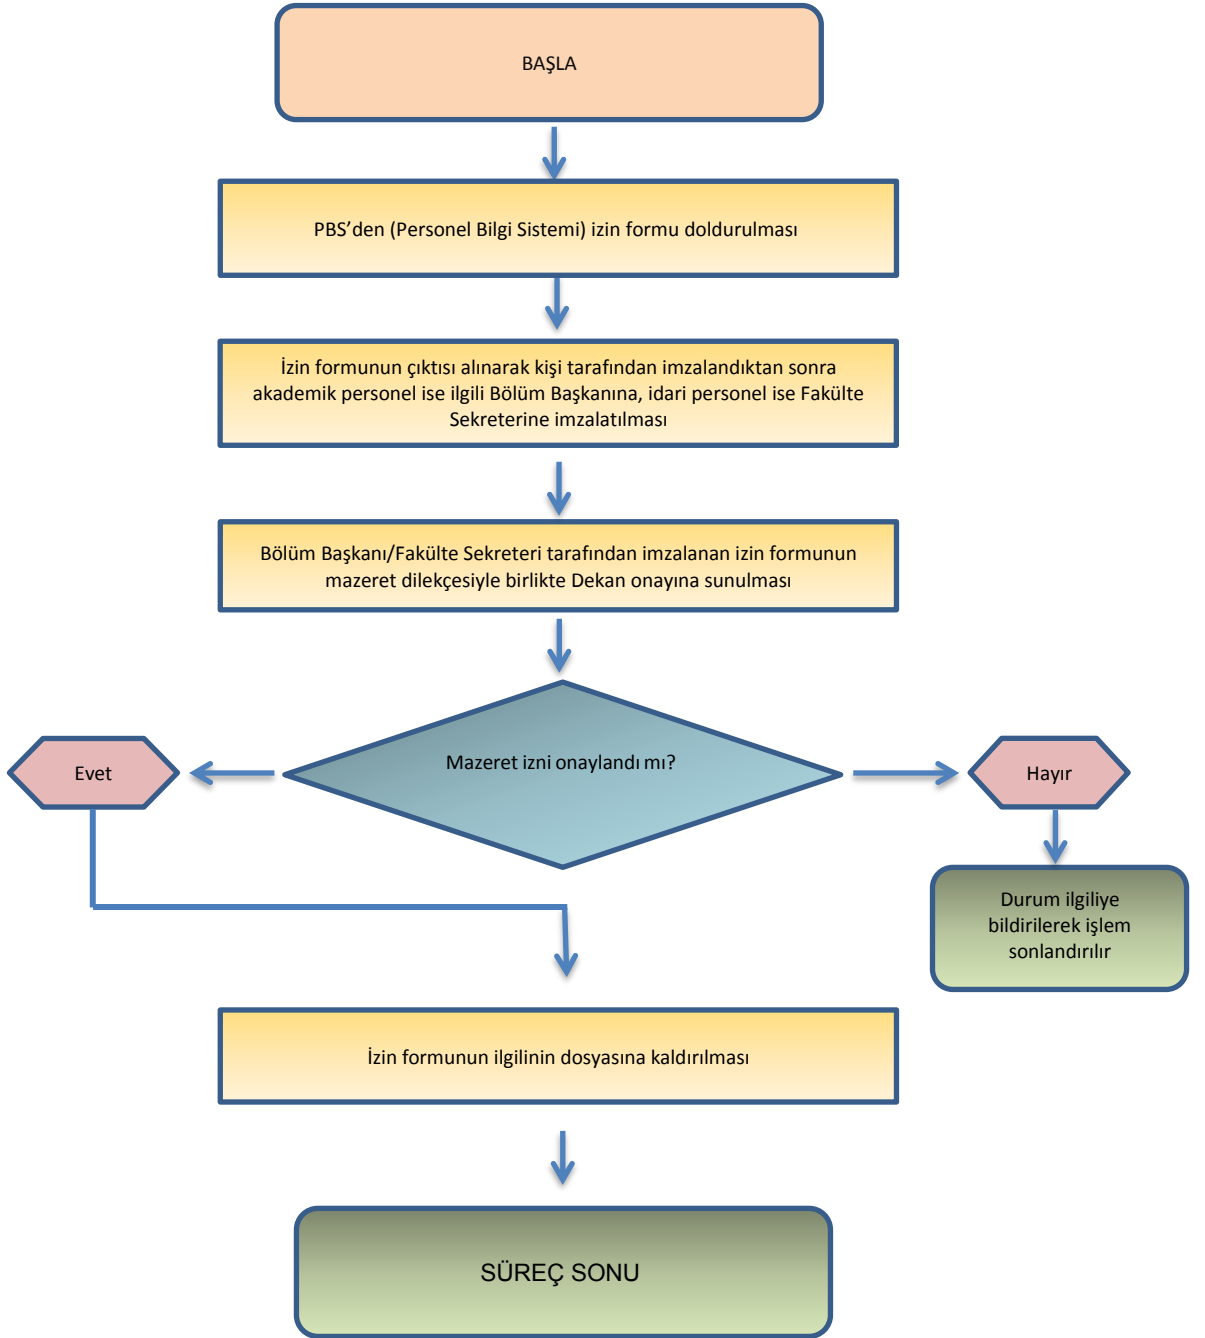 BAŞLA
PBS’den (Personel Bilgi Sistemi) izin formu doldurulması
İzin formunun çıktısı alınarak kişi tarafından imzalandıktan sonra
akademik personel ise ilgili Bölüm Başkanına, idari personel ise Fakülte
Sekreterine imzalatılması
Bölüm Başkanı/Fakülte Sekreteri tarafından imzalanan izin formunun
mazeret dilekçesiyle birlikte Dekan onayına sunulması
Mazeret izni onaylandı mı?
Evet
Hayır
Durum ilgiliye
bildirilerek işlem
sonlandırılır
İzin formunun ilgilinin dosyasına kaldırılması
SÜREÇ SONU